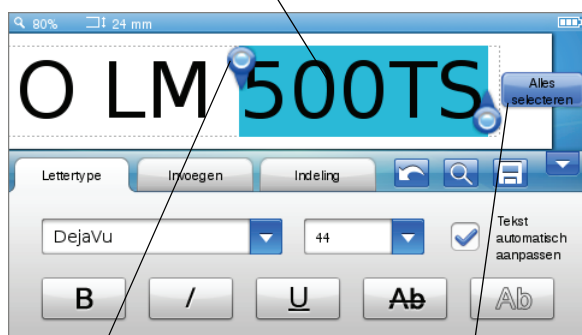 80% 24 mm
O LM 500TS
Alles
selecteren
Lettertype Invoegen Indeling
DejaVu 44 Tekst
automatisch
aanpassen
B I U Ab Ab